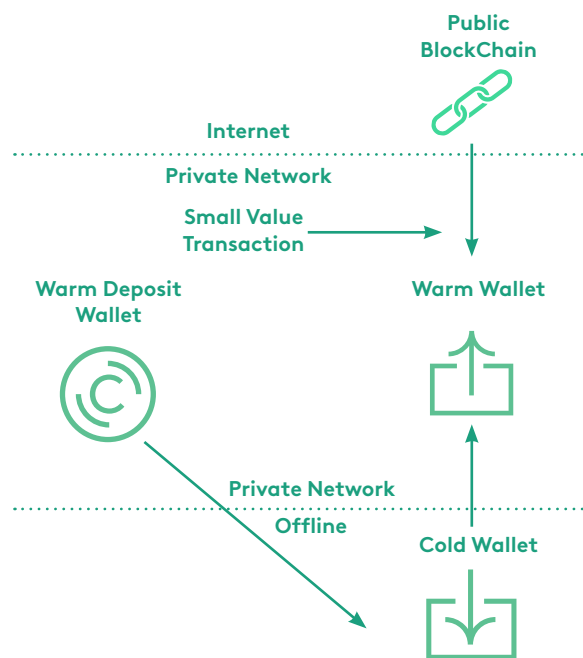 Public
BlockChain
Internet
Private Network
Small Value
Transaction
Warm Deposit
Wallet
Warm Wallet
Private Network
Offline
Cold Wallet